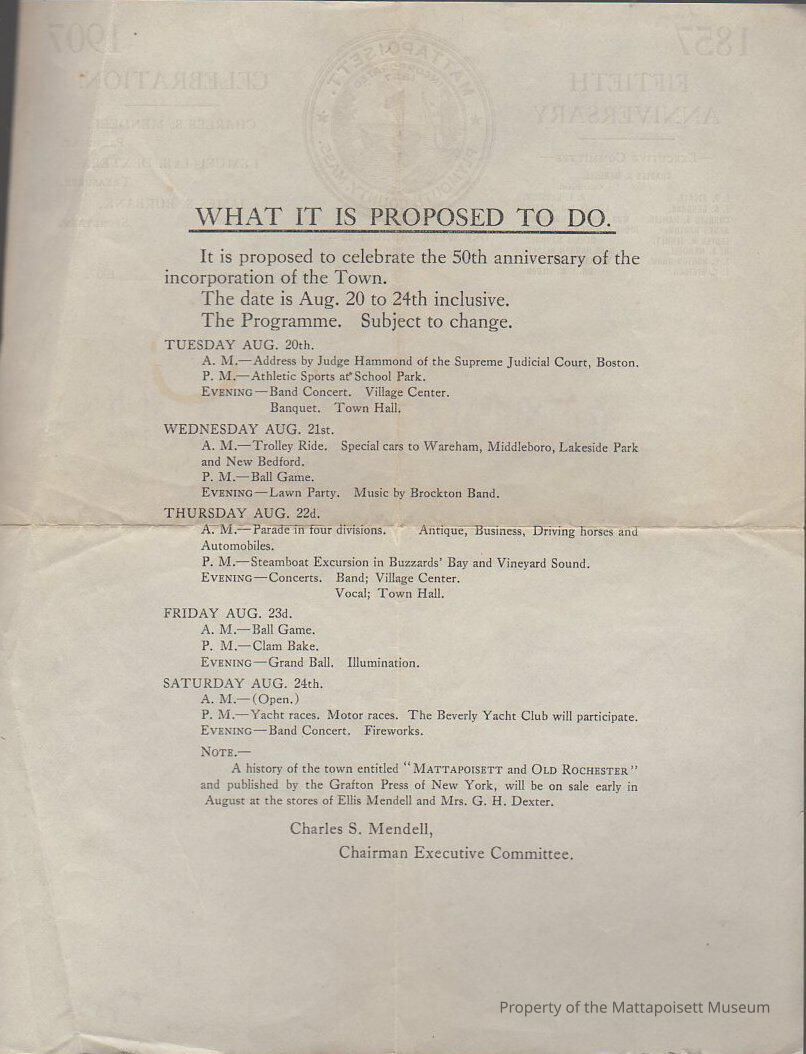 WHAT IT IS PROPOSED TO DO.
It is proposed to celebrate the 50th anniversary of the
incorporation of the Town.
The date is Aug. 20 to 24th inclusive.
The Programme. Subject to change.
TUESDAY AUG. 20th.
A. M.—Address by Judge Hammond of the Supreme Judicial Court, Boston.
P. M.—Athletic Sports at School Park.
EVENING—Band Concert. Village Center.
Banquet. Town Hall.
WEDNESDAY AUG. 21st.
A. M.—Trolley Ride. Special cars to Wareham, Middleboro, Lakeside Park
and New Bedford.
P. M.—Ball Game.
EVENING—Lawn Party. Music by Brockton Band.
THURSDAY AUG. 22d.
A. M.—Parade in four divisions. Antique, Business, Driving horses and
Automobiles.
P. M.—Steamboat Excursion in Buzzards' Bay and Vineyard Sound.
EVENING—Concerts. Band; Village Center.
Vocal; Town Hall.
FRIDAY AUG. 23d.
A. M.—Ball Game.
P. M.—Clam Bake.
EVENING—Grand Ball. Illumination.
SATURDAY AUG. 24th.
A. M.—(Open.)
P. M.—Yacht races. Motor races. The Beverly Yacht Club will participate.
EVENING—Band Concert. Fireworks.
NOTE.—
A history of the town entitled "MATTAPOISETT and OLD ROCHESTER"
and published by the Grafton Press of New York, will be on sale early in
August at the stores of Ellis Mendell and Mrs. G. H. Dexter.
Charles S. Mendell,
Chairman Executive Committee.
Property of the Mattapoisett Museum